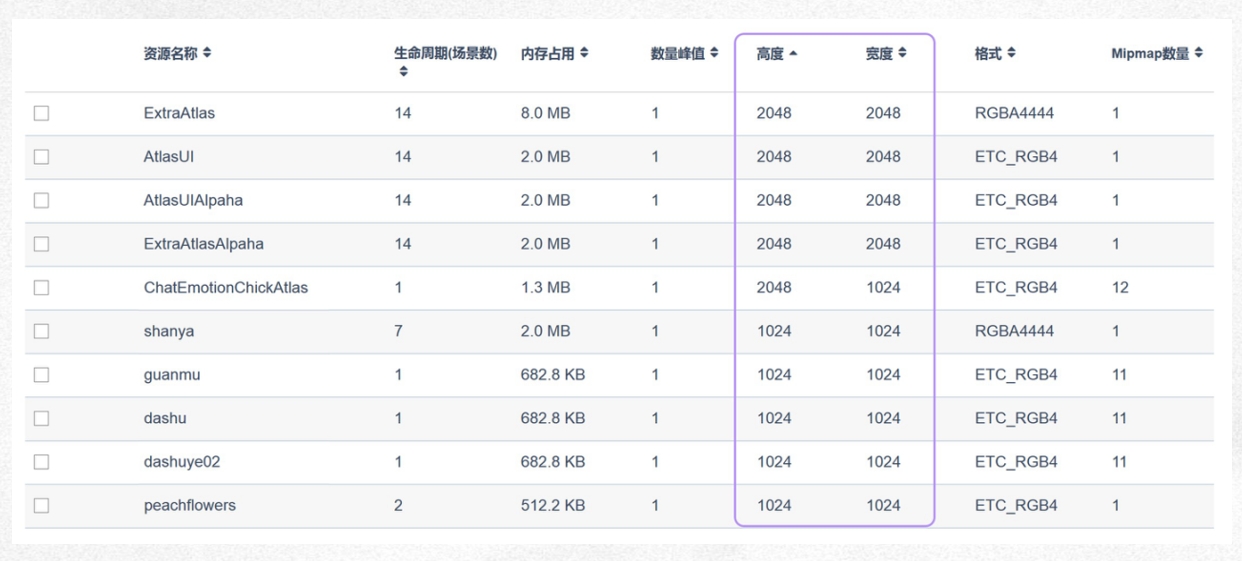 资源名称 生命周期(场景数) 内存占用 数量峰值 高度 宽度 格式 Mipmap数量
ExtraAtlas 14 8.0 MB 1 2048 2048 RGBA4444 1
AtlasUI 14 2.0 MB 1 2048 2048 ETC_RGB4 1
AtlasUIAlpaha 14 2.0 MB 1 2048 2048 ETC_RGB4 1
ExtraAtlasAlpaha 14 2.0 MB 1 2048 2048 ETC_RGB4 1
ChatEmotionChickAtlas 1 1.3 MB 1 2048 1024 ETC_RGB4 12
shanya 7 2.0 MB 1 1024 1024 RGBA4444 1
guanmu 1 682.8 KB 1 1024 1024 ETC_RGB4 11
dashu 1 682.8 KB 1 1024 1024 ETC_RGB4 11
dashuye02 1 682.8 KB 1 1024 1024 ETC_RGB4 11
peachflowers 2 512.2 KB 1 1024 1024 ETC_RGB4 1